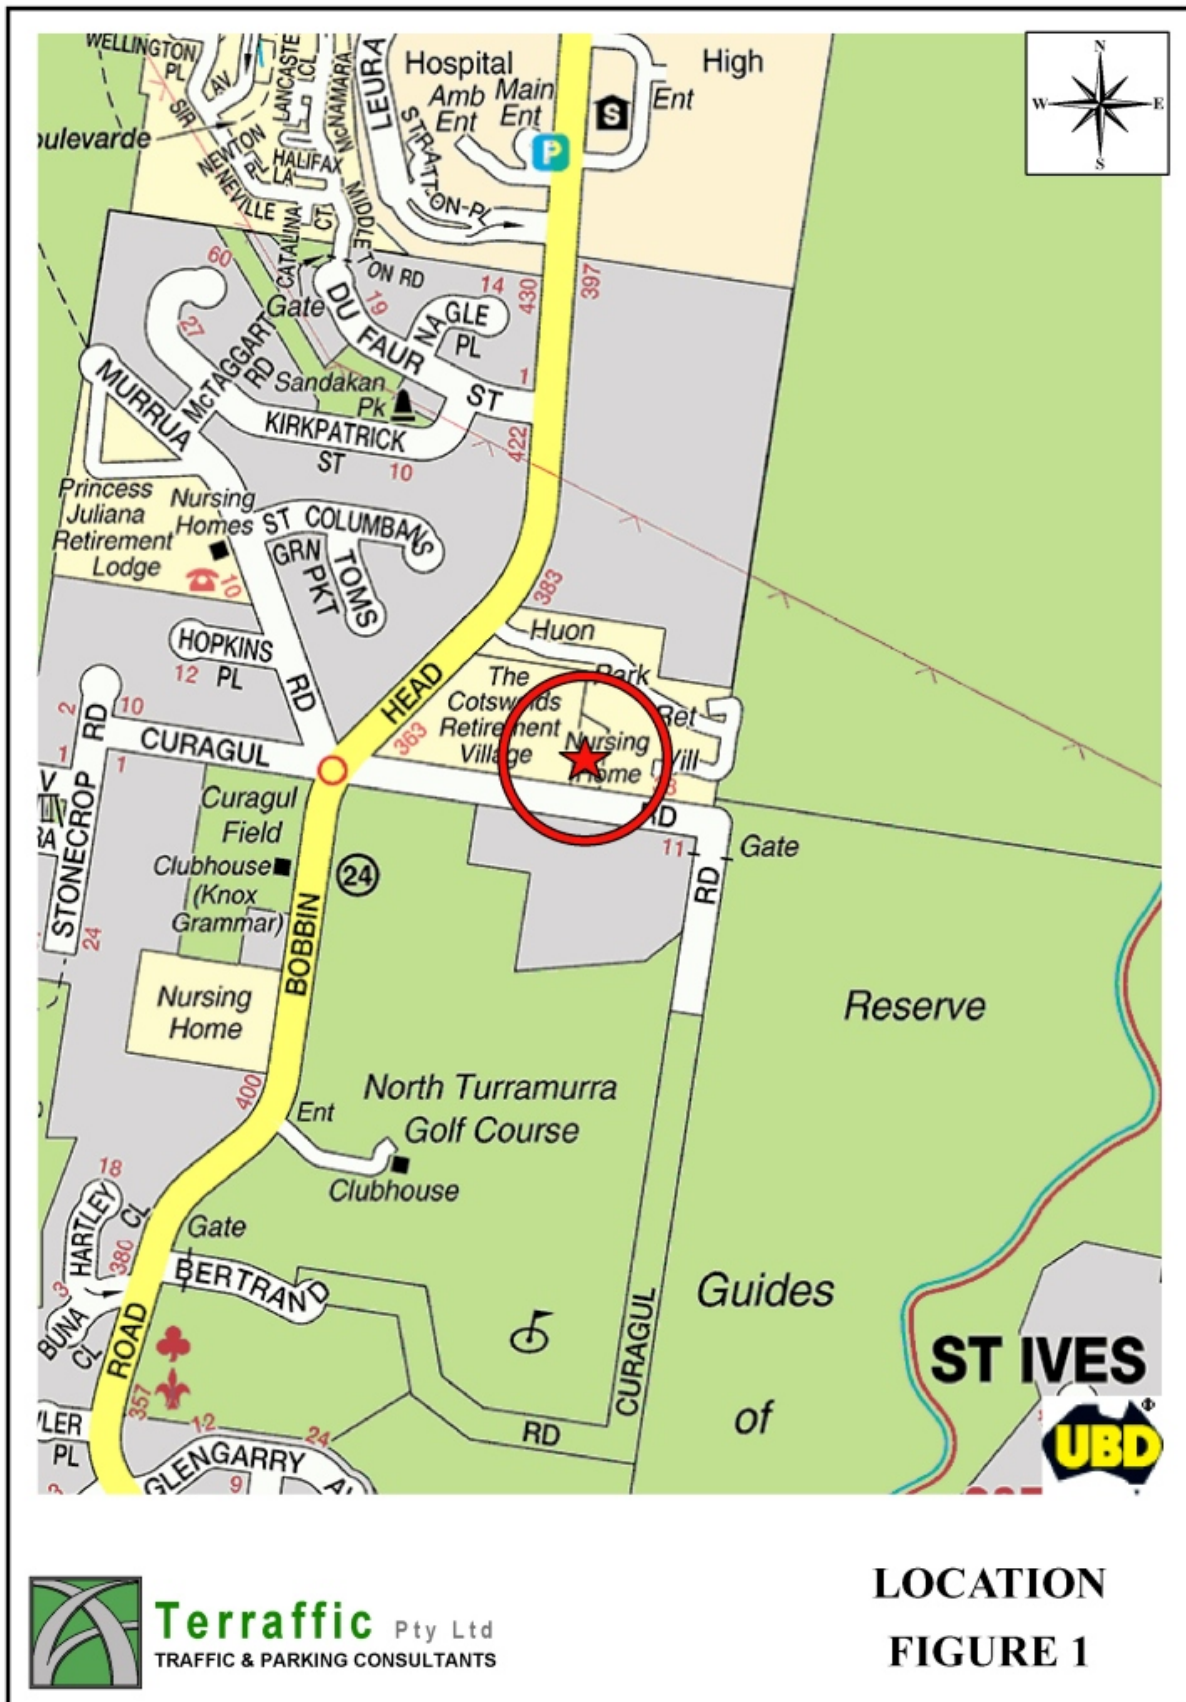 WELLINGTON
PL
AV
SIR
LANCASTER
CL
McNAMARA
LEURA
Hospital
High
Amb
Ent
Main
Ent
Ent
S
P
N
W
E
S
oulevarde
NEWTON
PL
HALIFAX
LA
NEVILLE
CATALINA
CT
MIDDLETON RD
STRATTON-PL
60
Gate
19
14
430
397
DU FAUR ST
NAGLE
PL
27
McTAGGART
RD
1
Sandakan
Pk
MURRUA
KIRKPATRICK
ST
10
422
Princess
Juliana
Retirement
Lodge
Nursing
Homes
10
ST COLUMBANS
GRN
TOMS
PKT
383
HOPKINS
PL
12
RD
HEAD
Huon
Park
Ret
Vill
The
Cotswolds
Retirement
Village
Nursing
Home
363
2
10
RD
1
1
CURAGUL
RD
11
Gate
RD
V
RA
STONECROP
24
Curagul
Field
Clubhouse
(Knox
Grammar)
24
BOBBIN
Nursing
Home
400
Reserve
North Turramurra
Golf Course
Ent
Clubhouse
18
HARTLEY
CL
380
Gate
3
BUNA
CL
BERTRAND
ROAD
Guides
CURAGUL
ST IVES
of
UBD
357
LER
PL
12
24
RD
GLENGARRY
9
Terraffic Pty Ltd
TRAFFIC & PARKING CONSULTANTS
LOCATION
FIGURE 1